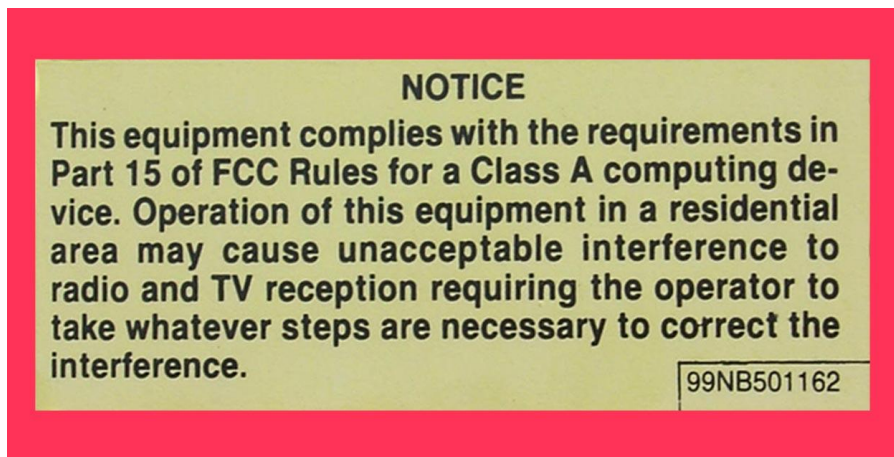 NOTICE
This equipment complies with the requirements in
Part 15 of FCC Rules for a Class A computing de-
vice. Operation of this equipment in a residential
area may cause unacceptable interference to
radio and TV reception requiring the operator to
take whatever steps are necessary to correct the
interference.
99NB501162